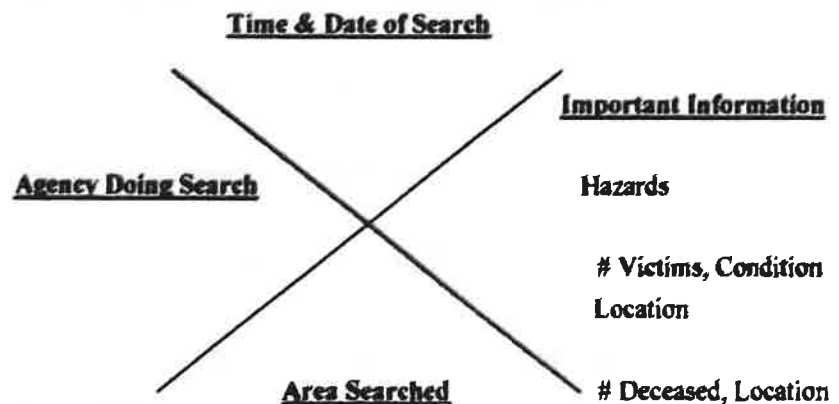 Time & Date of Search
Important Information
Agency Doing Search
Hazards
# Victims, Condition
Location
Area Searched
# Deceased, Location